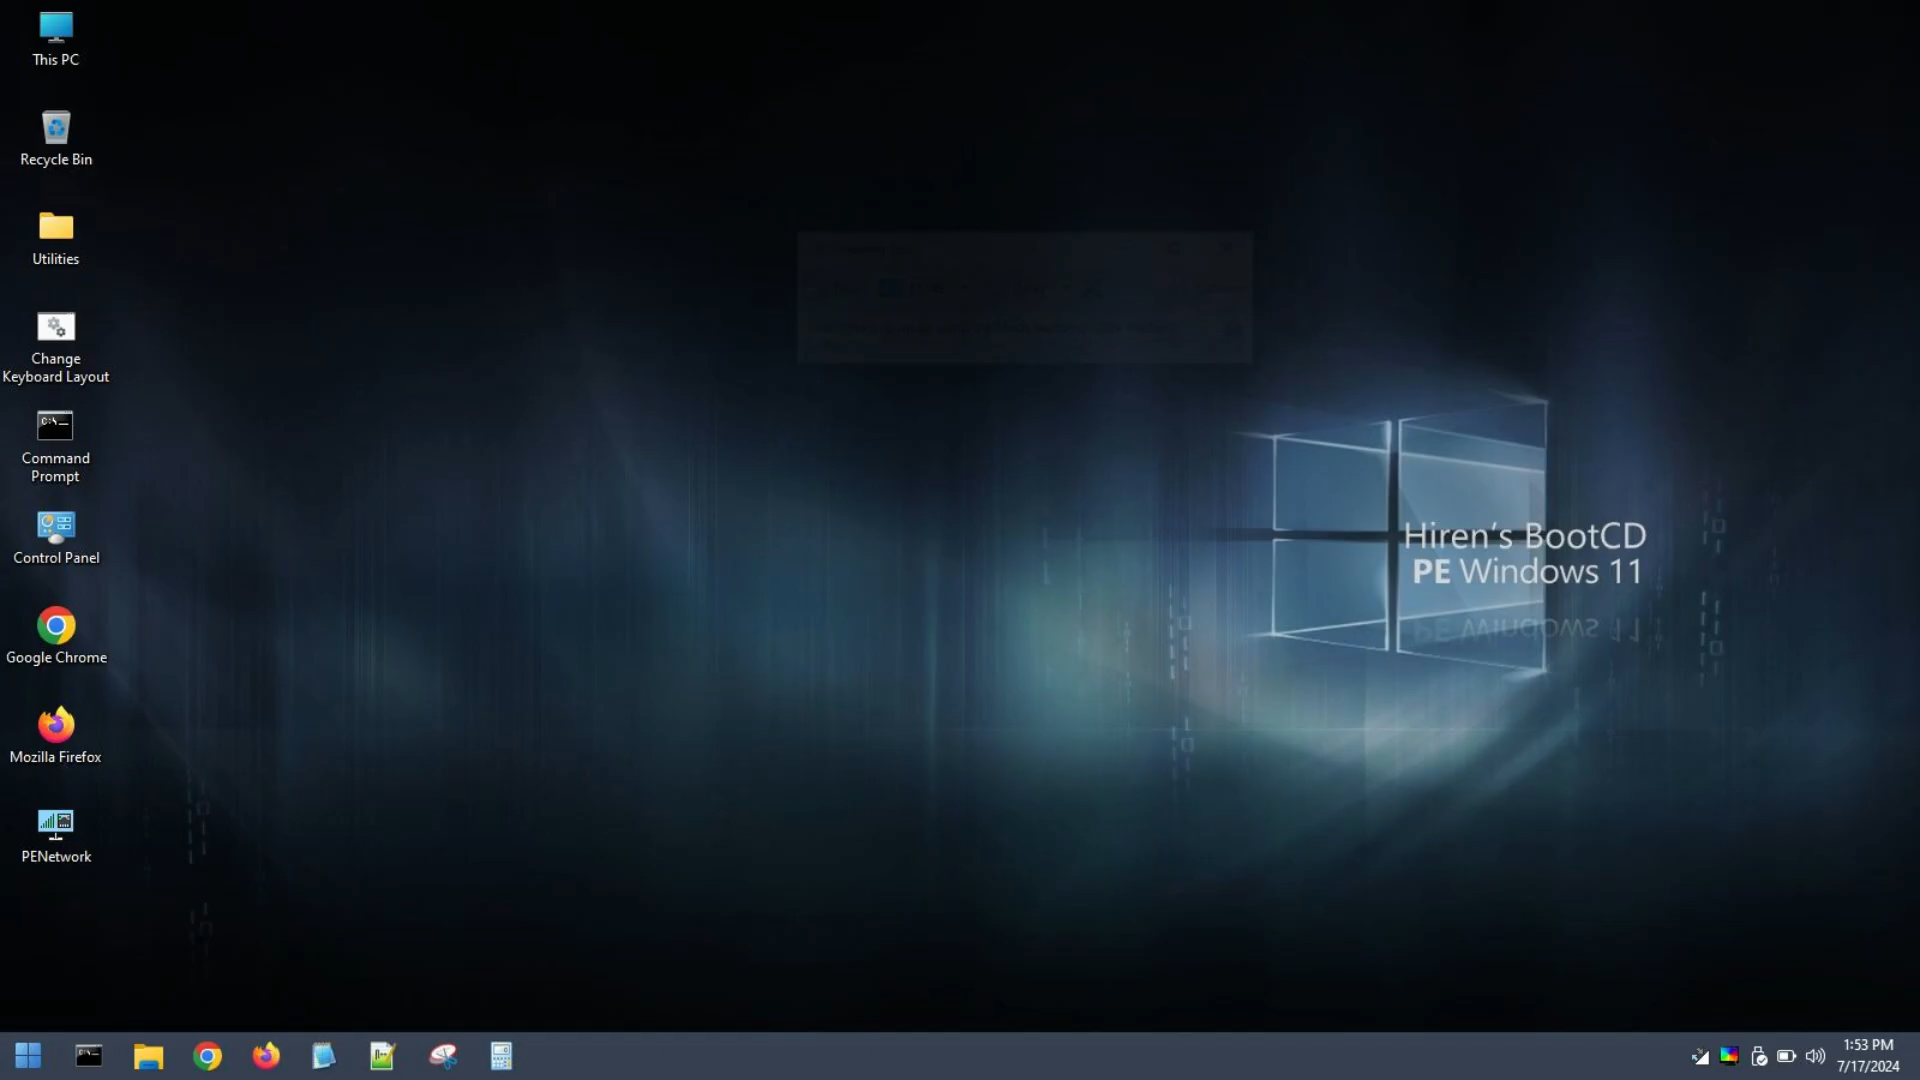 This PC
Recycle Bin
Utilities
Change
Keyboard Layout
Command
Prompt
Control Panel
Google Chrome
Mozilla Firefox
PENetwork
Hiren's BootCD
PE Windows 11
1:53 PM
7/17/2024